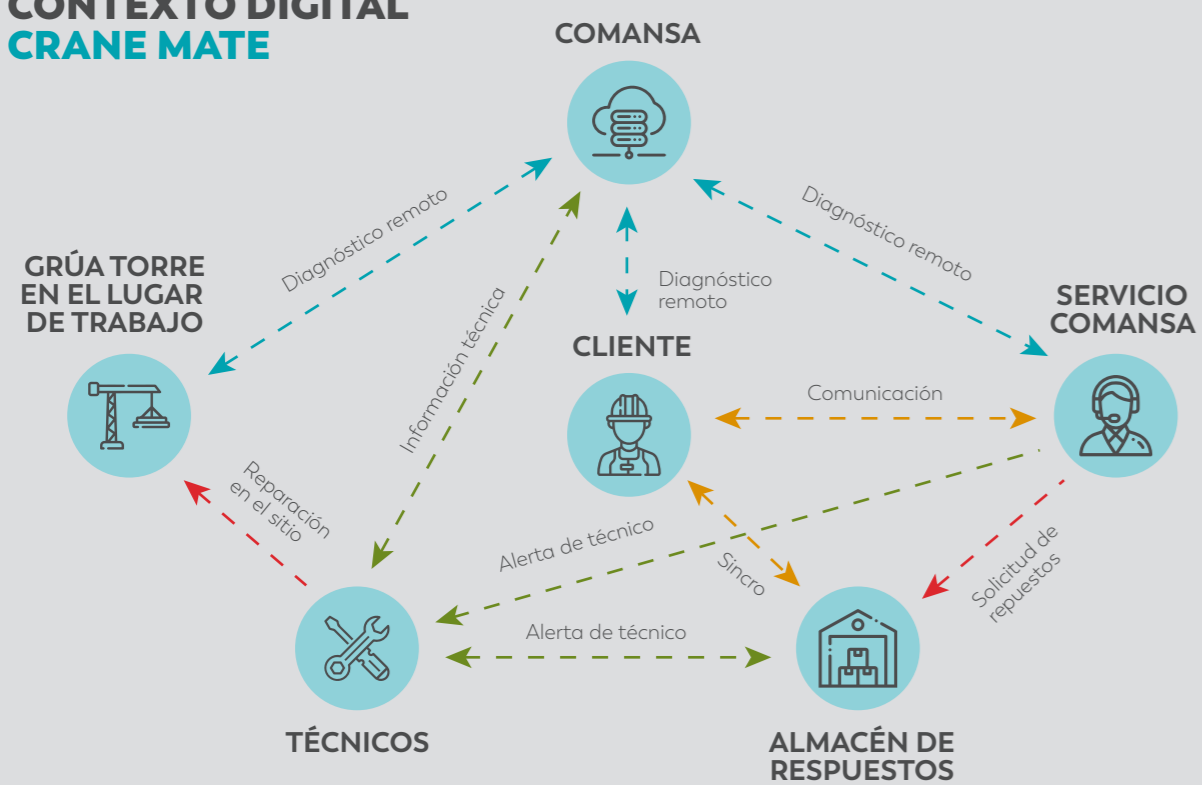 CONTEXTO DIGITAL
CRANE MATE
COMANSA
Diagnóstico remoto
Diagnóstico remoto
GRÚA TORRE
EN EL LUGAR
DE TRABAJO
Información técnica
Diagnóstico
remoto
SERVICIO
COMANSA
CLIENTE
Comunicación
Reparación
en el sitio
Alerta de técnico
Sincro
Solicitud de
repuestos
Alerta de técnico
TÉCNICOS
ALMACÉN DE
RESPUESTOS